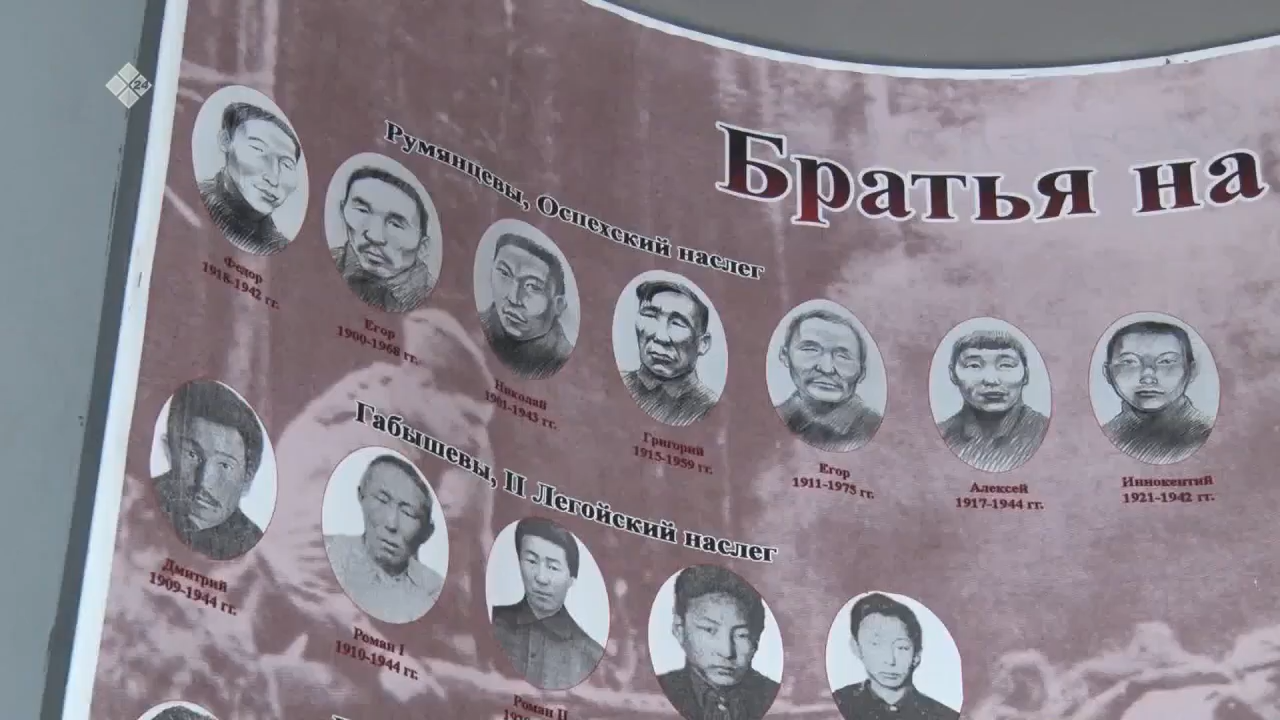 24
Братья на
Румянцевы, Оспехский наслег
Федор
1918-1942 гг.
Егор
1900-1968 гг.
Николай
1901-1943 гг.
Григорий
1915-1959 гг.
Егор
1911-1975 гг.
Алексей
1917-1944 гг.
Иннокентий
1921-1942 гг.
Габышевы, II Легойский наслег
Дмитрий
1909-1944 гг.
Роман I
1910-1944 гг.
Роман II